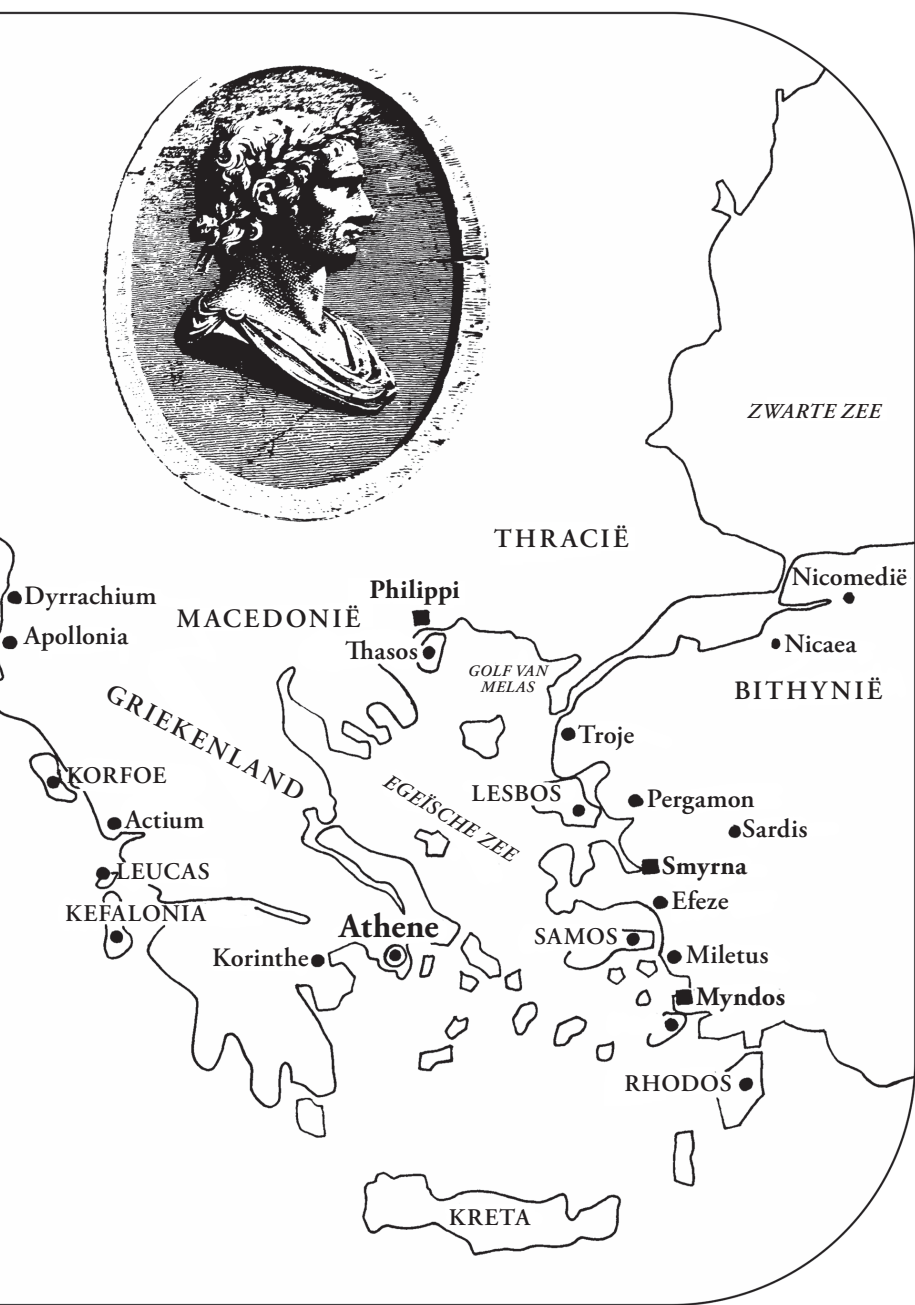 ZWARTE ZEE
THRACIË
Nicomedië
Philippi
Dyrrachium
MACEDONIË
Apollonia
Thasos
Nicaea
GOLF VAN
MELAS
BITHYNIË
GRIEKENLAND
Troje
KORFOE
EGEÏSCHE ZEE
LESBOS
Pergamon
Actium
Sardis
Smyrna
LEUCAS
Efeze
KEFALONIA
Athene
SAMOS
Korinthe
Miletus
Myndos
RHODOS
KRETA